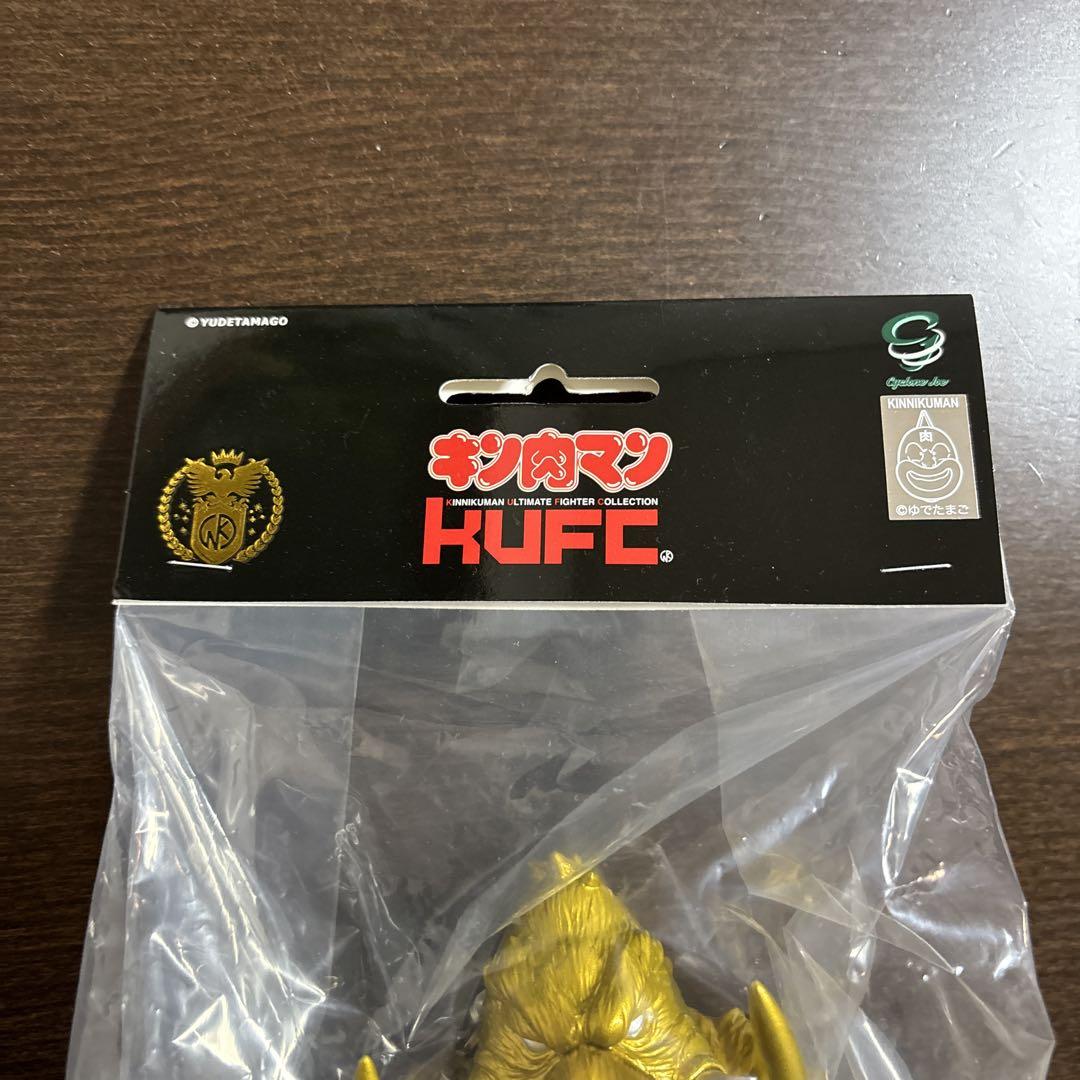 © YUDETAMAGO
Cyclone Joe
キン肉マン
KINNIKUMAN ULTIMATE FIGHTER COLLECTION
KUFC
KINNIKUMAN
肉
©ゆでたまご